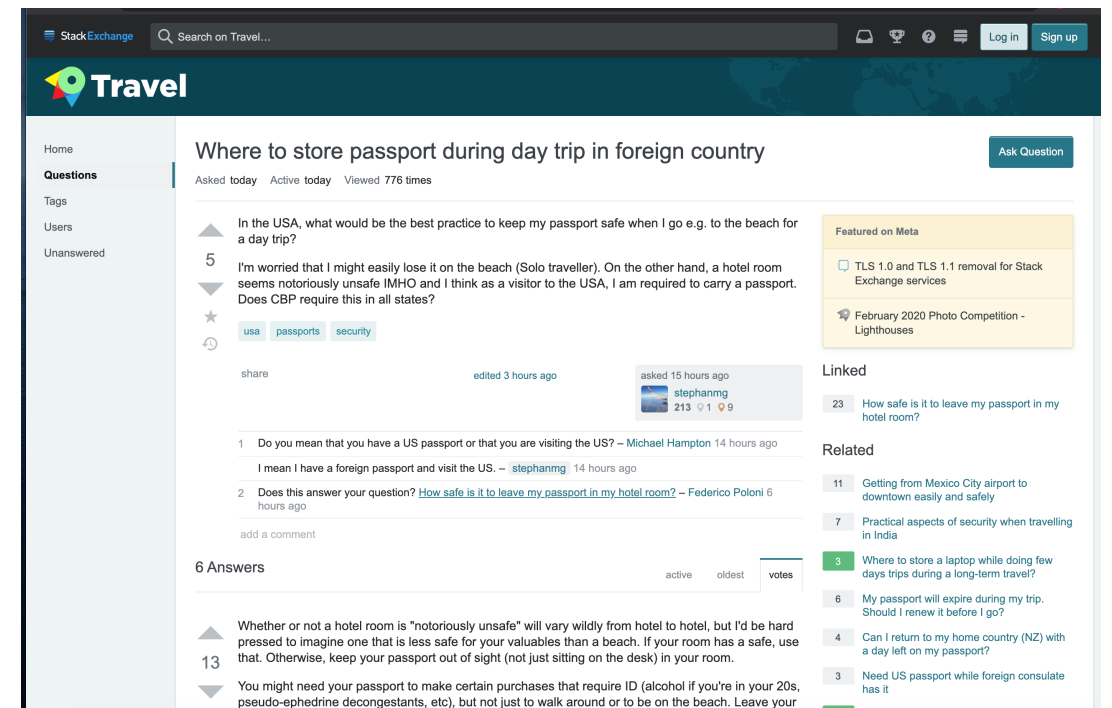 StackExchange
Search on Travel...
Log in
Sign up
Travel
Home
Questions
Tags
Users
Unanswered
Where to store passport during day trip in foreign country
Ask Question
Asked today Active today Viewed 776 times
5
In the USA, what would be the best practice to keep my passport safe when I go e.g. to the beach for
a day trip?
I'm worried that I might easily lose it on the beach (Solo traveller). On the other hand, a hotel room
seems notoriously unsafe IMHO and I think as a visitor to the USA, I am required to carry a passport.
Does CBP require this in all states?
usa passports security
share
edited 3 hours ago
asked 15 hours ago
stephanmg
213 1 9
1 Do you mean that you have a US passport or that you are visiting the US? – Michael Hampton 14 hours ago
I mean I have a foreign passport and visit the US. – stephanmg 14 hours ago
2 Does this answer your question? How safe is it to leave my passport in my hotel room? – Federico Poloni 6
hours ago
add a comment
6 Answers
active oldest votes
13
Whether or not a hotel room is "notoriously unsafe" will vary wildly from hotel to hotel, but I'd be hard
pressed to imagine one that is less safe for your valuables than a beach. If your room has a safe, use
that. Otherwise, keep your passport out of sight (not just sitting on the desk) in your room.
You might need your passport to make certain purchases that require ID (alcohol if you're in your 20s,
pseudo-ephedrine decongestants, etc), but not just to walk around or to be on the beach. Leave your
Featured on Meta
TLS 1.0 and TLS 1.1 removal for Stack
Exchange services
February 2020 Photo Competition -
Lighthouses
Linked
23 How safe is it to leave my passport in my
hotel room?
Related
11 Getting from Mexico City airport to
downtown easily and safely
7 Practical aspects of security when travelling
in India
3 Where to store a laptop while doing few
days trips during a long-term travel?
6 My passport will expire during my trip.
Should I renew it before I go?
4 Can I return to my home country (NZ) with
a day left on my passport?
3 Need US passport while foreign consulate
has it